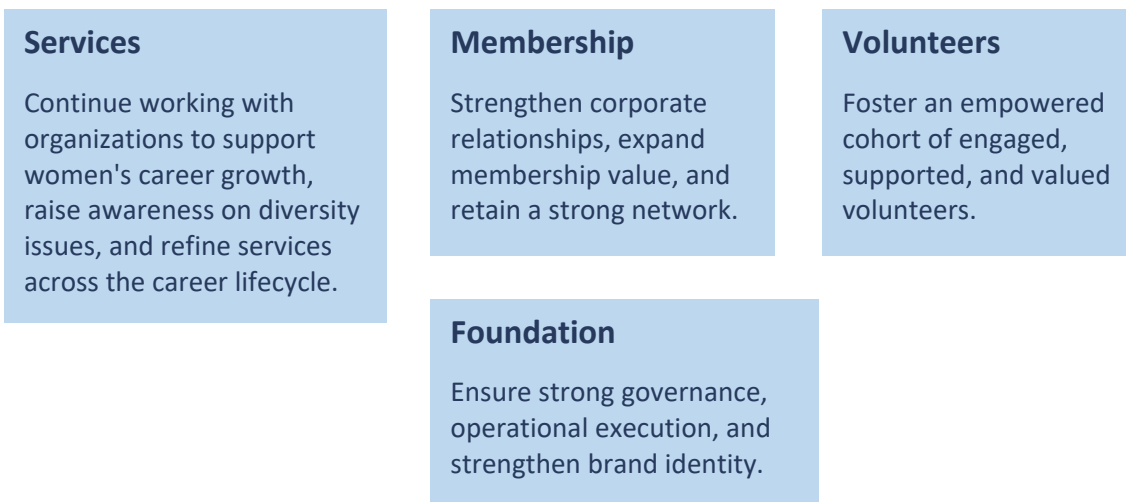 Services
Continue working with
organizations to support
women's career growth,
raise awareness on diversity
issues, and refine services
across the career lifecycle.
Membership
Strengthen corporate
relationships, expand
membership value, and
retain a strong network.
Volunteers
Foster an empowered
cohort of engaged,
supported, and valued
volunteers.
Foundation
Ensure strong governance,
operational execution, and
strengthen brand identity.